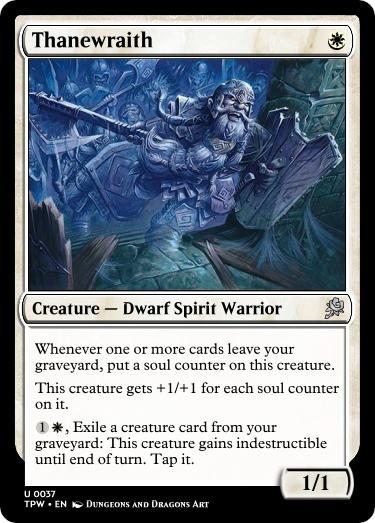 Thanewraith
Creature — Dwarf Spirit Warrior
Whenever one or more cards leave your
graveyard, put a soul counter on this creature.
This creature gets +1/+1 for each soul counter
on it.
1, Exile a creature card from your
graveyard: This creature gains indestructible
until end of turn. Tap it.
1/1
U 0037
TPW • EN Dungeons and Dragons Art